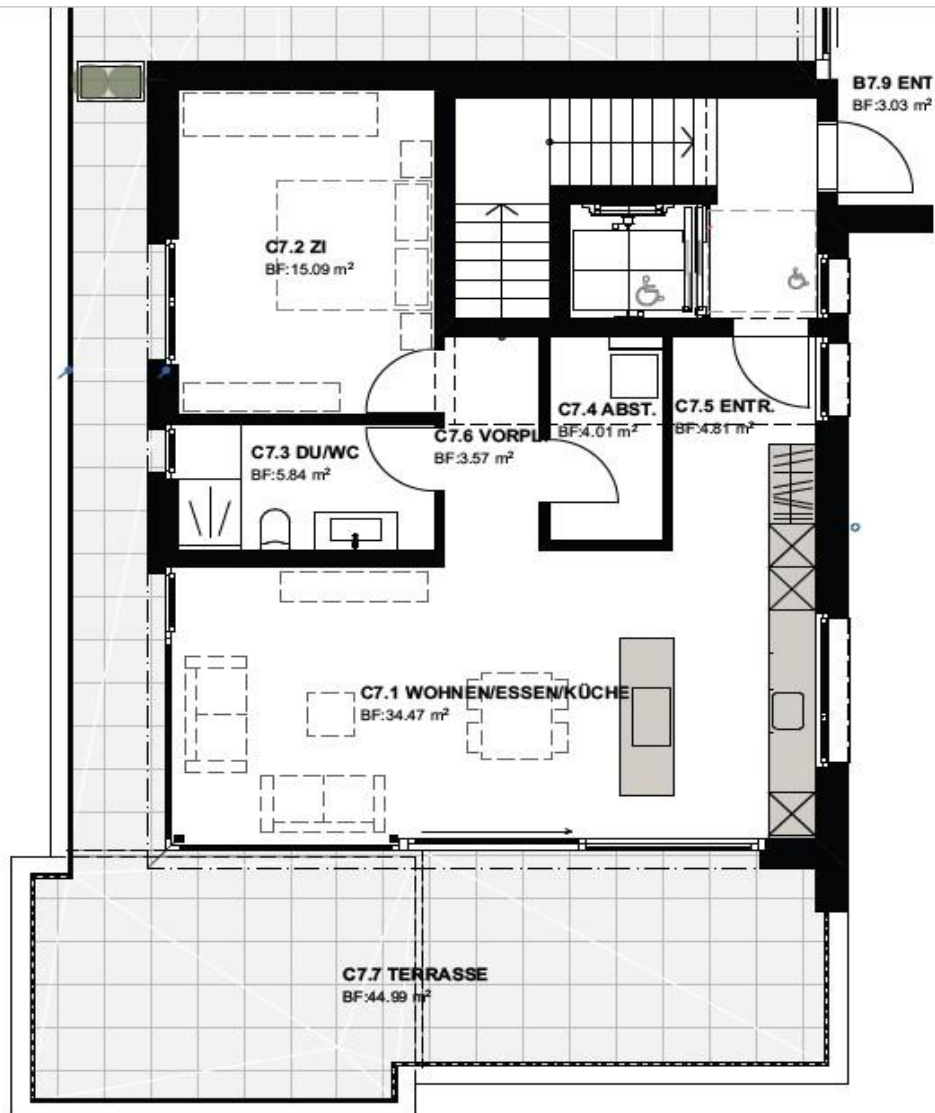 B7.9 ENT
BF:3.03 m²
C7.2 ZI
BF:15.09 m²
C7.4 ABST.
BF:4.01 m²
C7.5 ENTR.
BF:4.81 m²
C7.6 VORPL.
BF:3.57 m²
C7.3 DU/WC
BF:5.84 m²
C7.1 WOHNEN/ESSEN/KÜCHE
BF:34.47 m²
C7.7 TERRASSE
BF:44.99 m²